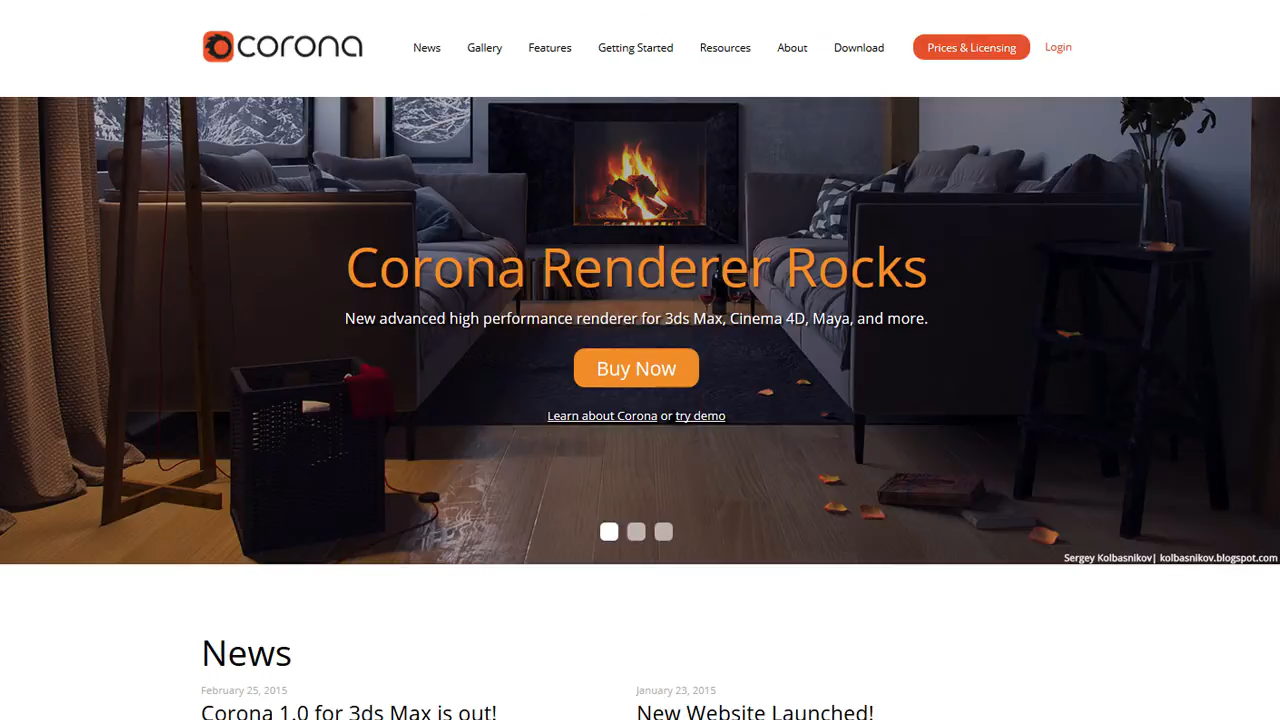 corona
News
Gallery
Features
Getting Started
Resources
About
Download
Prices & Licensing
Login
Corona Renderer Rocks
New advanced high performance renderer for 3ds Max, Cinema 4D, Maya, and more.
Buy Now
Learn about Corona or try demo
Sergey Kolbasnikov| kolbasnikov.blogspot.com
News
February 25, 2015
Corona 1.0 for 3ds Max is out!
January 23, 2015
New Website Launched!